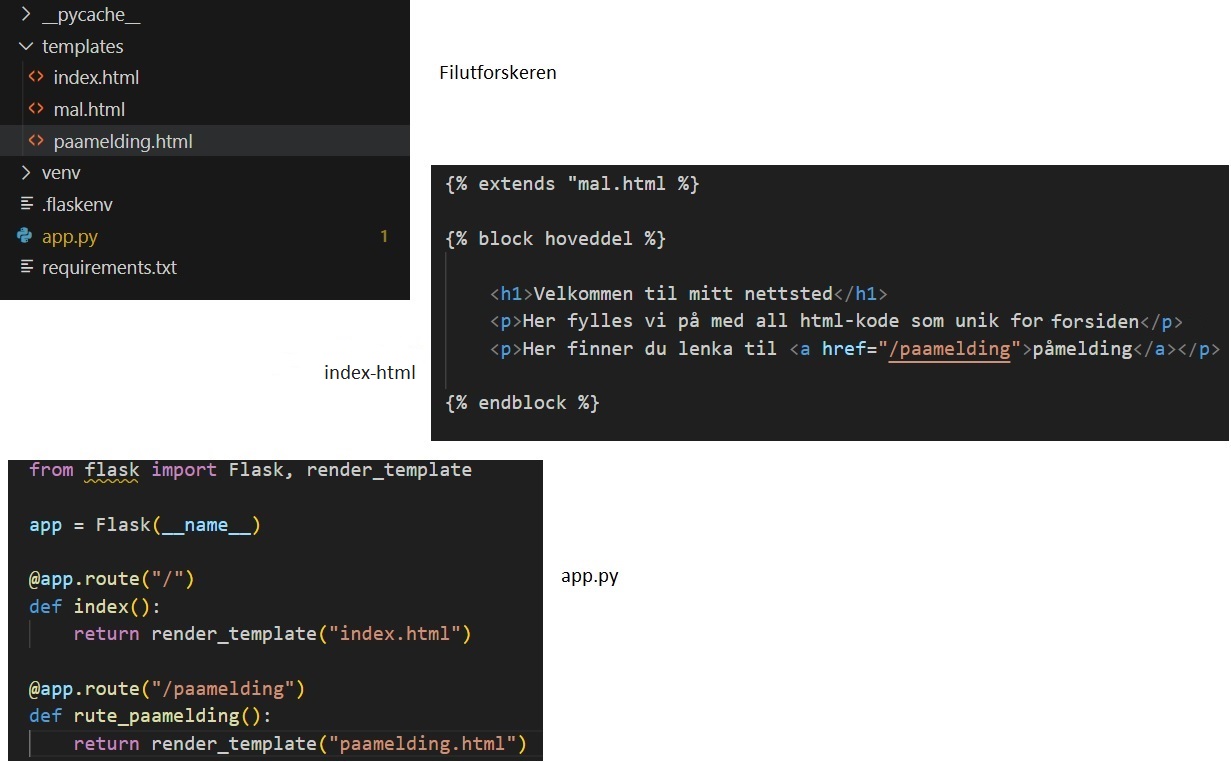 __pycache__
templates
index.html
mal.html
paamelding.html
venv
.flaskenv
app.py 1
requirements.txt
Filutforskeren
{% extends "mal.html %}
{% block hoveddel %}
<h1>Velkommen til mitt nettsted</h1>
<p>Her fylles vi på med all html-kode som unik for forsiden</p>
<p>Her finner du lenka til <a href="/paamelding">påmelding</a></p>
{% endblock %}
index-html
from flask import Flask, render_template
app = Flask(__name__)
@app.route("/")
def index():
return render_template("index.html")
@app.route("/paamelding")
def rute_paamelding():
return render_template("paamelding.html")
app.py